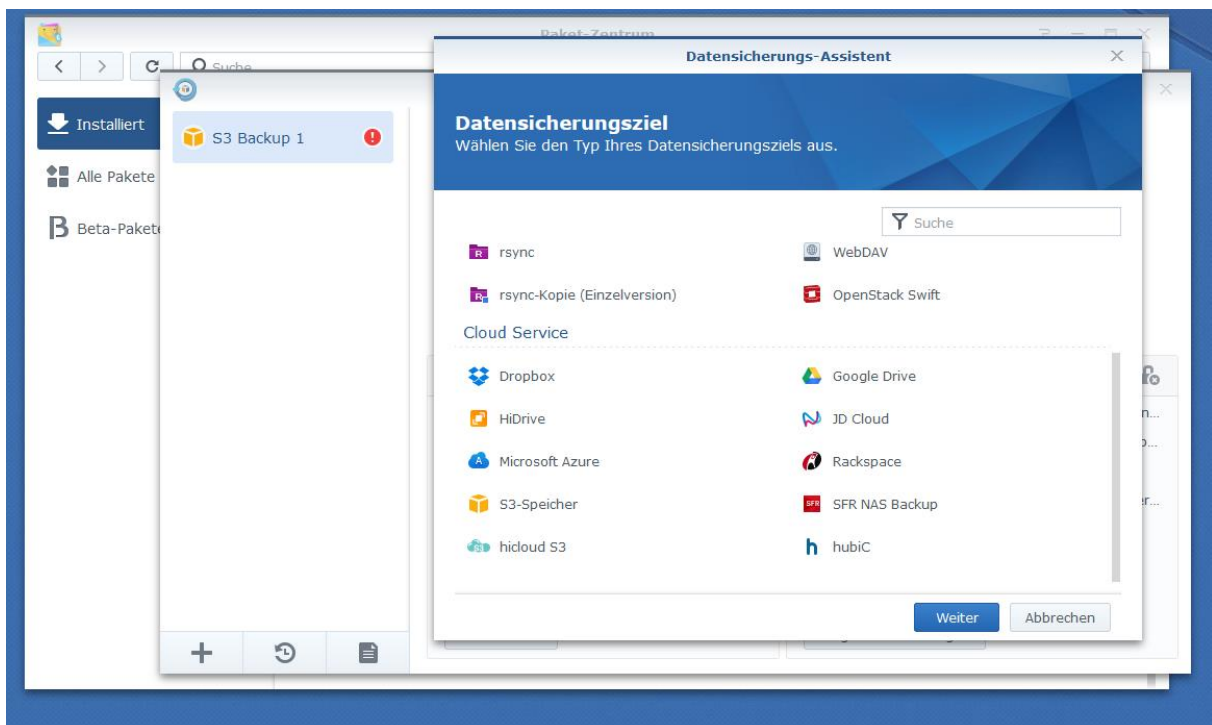 Paket-Zentrum
Suche
Datensicherungs-Assistent
Installiert
Alle Pakete
Beta-Pakete
S3 Backup 1
Datensicherungsziel
Wählen Sie den Typ Ihres Datensicherungsziels aus.
Suche
rsync
WebDAV
rsync-Kopie (Einzelversion)
OpenStack Swift
Cloud Service
Dropbox
Google Drive
HiDrive
JD Cloud
Microsoft Azure
Rackspace
S3-Speicher
SFR NAS Backup
hicloud S3
hubiC
Weiter
Abbrechen